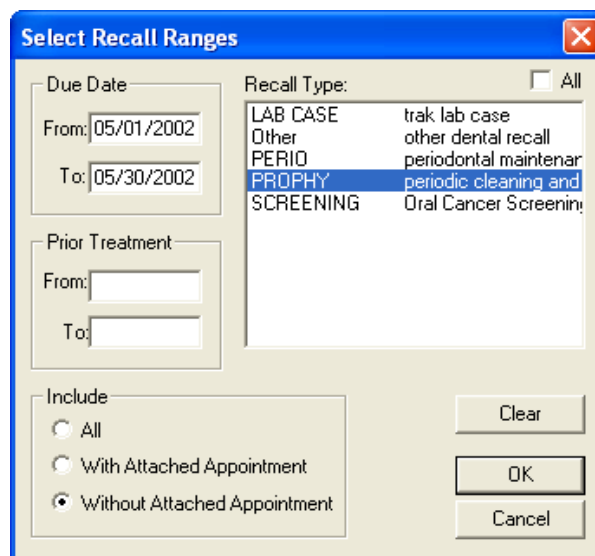 Select Recall Ranges
Due Date
From: 05/01/2002
To: 05/30/2002
Prior Treatment
From:
To:
Recall Type:
All
LAB CASE trak lab case
Other other dental recall
PERIO periodontal maintenan
PROPHY periodic cleaning and
SCREENING Oral Cancer Screening
Include
All
With Attached Appointment
Without Attached Appointment
Clear
OK
Cancel